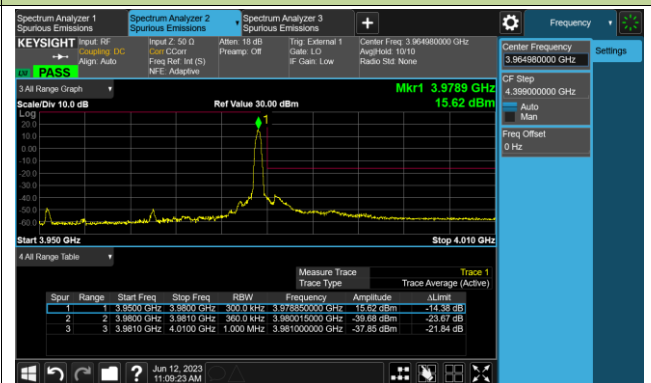 Spectrum Analyzer 1
Spurious Emissions
Spectrum Analyzer 2
Spurious Emissions
Spectrum Analyzer 3
Spurious Emissions
Frequency
KEYSIGHT
Input: RF
Coupling: DC
Align: Auto
Input Z: 50 Ω
Corr CCorr
Freq Ref: Int (S)
NFE: Adaptive
Atten: 18 dB
Preamp: Off
Trig: External 1
Gate: LO
IF Gain: Low
Center Freq: 3.964980000 GHz
Avg|Hold: 10/10
Radio Std: None
PASS
Center Frequency
3.964980000 GHz
Settings
CF Step
4.399000000 GHz
Auto
Man
Freq Offset
0 Hz
3 All Range Graph
Mkr1 3.9789 GHz
Scale/Div 10.0 dB
Ref Value 30.00 dBm
15.62 dBm
Log
20.0
10.0
0.00
-10.0
-20.0
-30.0
-40.0
-50.0
-60.0
1
Start 3.950 GHz
Stop 4.010 GHz
4 All Range Table
Measure Trace
Trace 1
Trace Type
Trace Average (Active)
Spur Range Start Freq Stop Freq RBW Frequency Amplitude ΔLimit
1 1 3.9500 GHz 3.9800 GHz 300.0 kHz 3.978850000 GHz 15.62 dBm -14.38 dB
2 2 3.9800 GHz 3.9810 GHz 360.0 kHz 3.980015000 GHz -39.68 dBm -23.67 dB
3 3 3.9810 GHz 4.0100 GHz 1.000 MHz 3.981000000 GHz -37.85 dBm -21.84 dB
Jun 12, 2023
11:09:23 AM